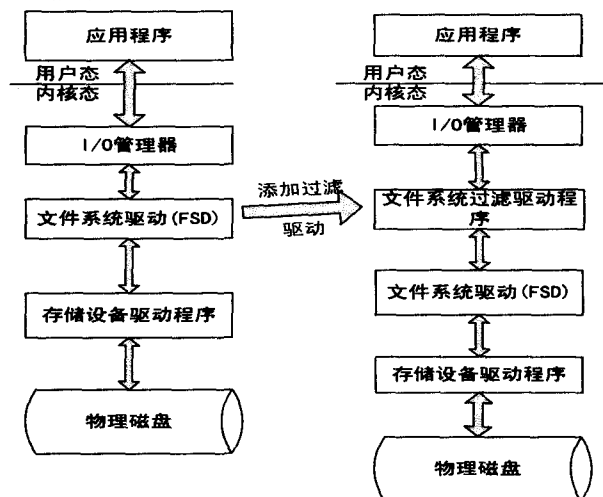 应用程序
用户态
内核态
I/O管理器
文件系统驱动(FSD)
存储设备驱动程序
物理磁盘
添加过滤
驱动
应用程序
用户态
内核态
I/O管理器
文件系统过滤驱动程
序
文件系统驱动(FSD)
存储设备驱动程序
物理磁盘